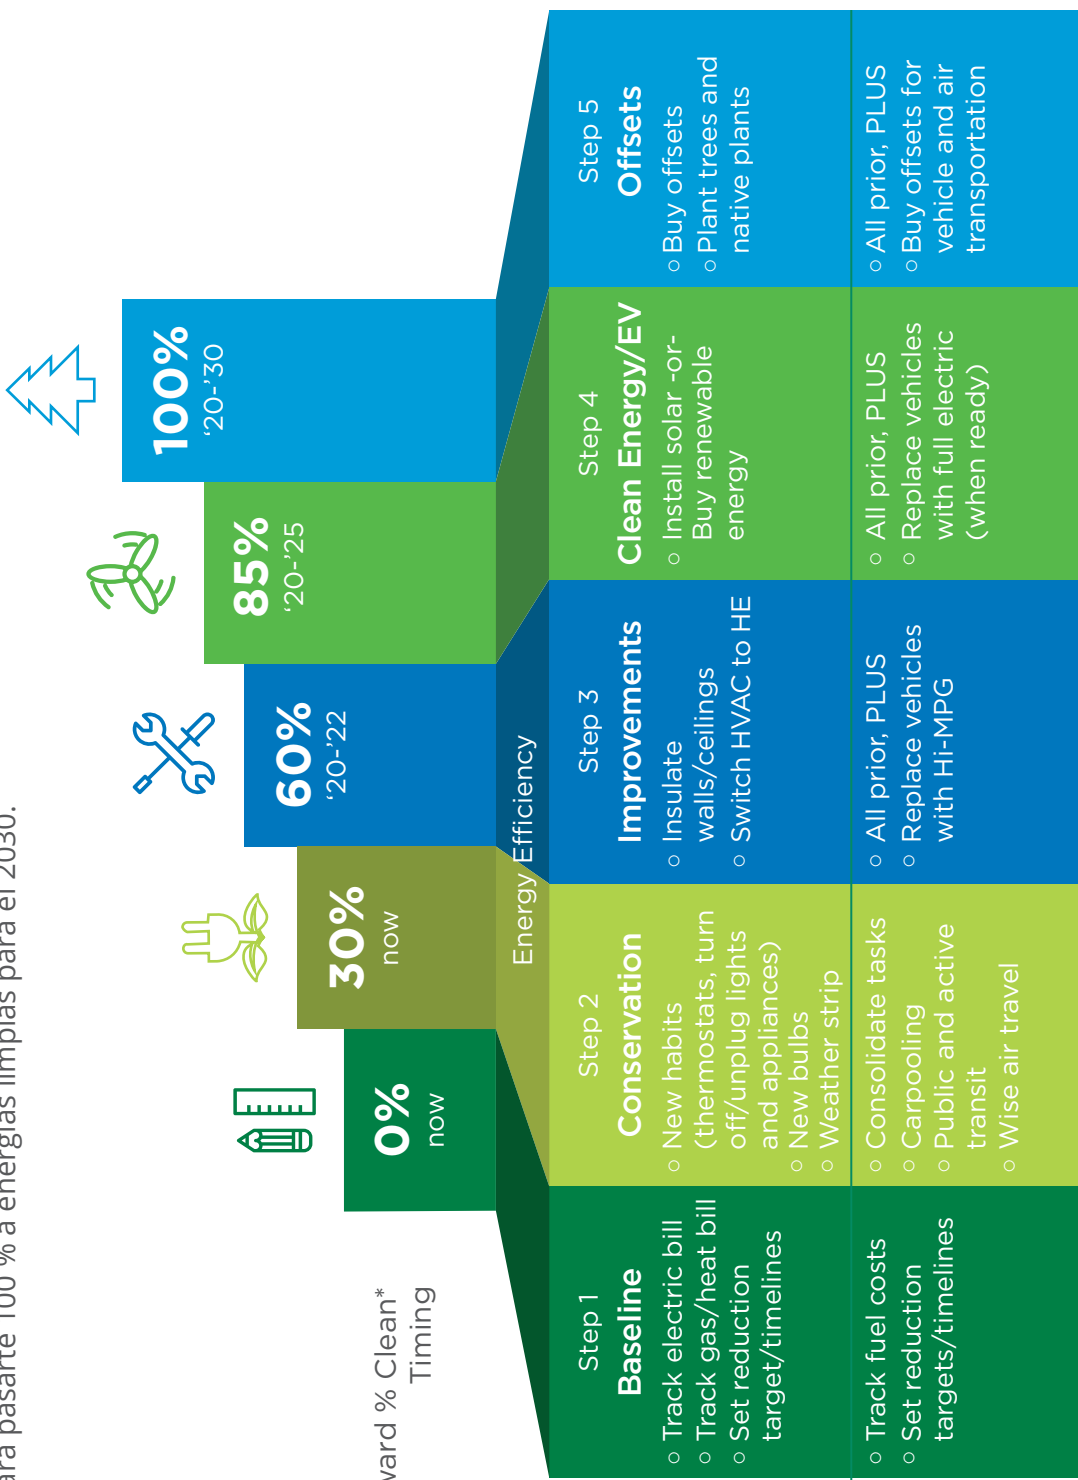 pasarte 100 % a energías limpias para el 2030.
% Clean*
Timing
0%
now
30%
now
60%
‘20-’22
85%
‘20-’25
100%
‘20-’30
Energy Efficiency
Step 1
Baseline
○ Track electric bill
○ Track gas/heat bill
○ Set reduction
target/timelines
○ Track fuel costs
○ Set reduction
targets/timelines
Step 2
Conservation
○ New habits
(thermostats, turn
off/unplug lights
and appliances)
○ New bulbs
○ Weather strip
○ Consolidate tasks
○ Carpooling
○ Public and active
transit
○ Wise air travel
Step 3
Improvements
○ Insulate
walls/ceilings
○ Switch HVAC to HE
○ All prior, PLUS
○ Replace vehicles
with Hi-MPG
Step 4
Clean Energy/EV
○ Install solar -or-
Buy renewable
energy
○ All prior, PLUS
○ Replace vehicles
with full electric
(when ready)
Step 5
Offsets
○ Buy offsets
○ Plant trees and
native plants
○ All prior, PLUS
○ Buy offsets for
vehicle and air
transportation